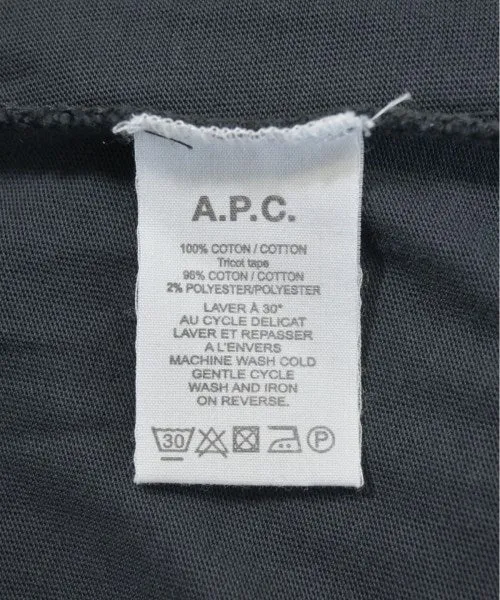 A.P.C.
100% COTON / COTTON
Tricot tape
98% COTON / COTTON
2% POLYESTER/POLYESTER
LAVER À 30°
AU CYCLE DELICAT
LAVER ET REPASSER
A L'ENVERS
MACHINE WASH COLD
GENTLE CYCLE
WASH AND IRON
ON REVERSE.
30 P